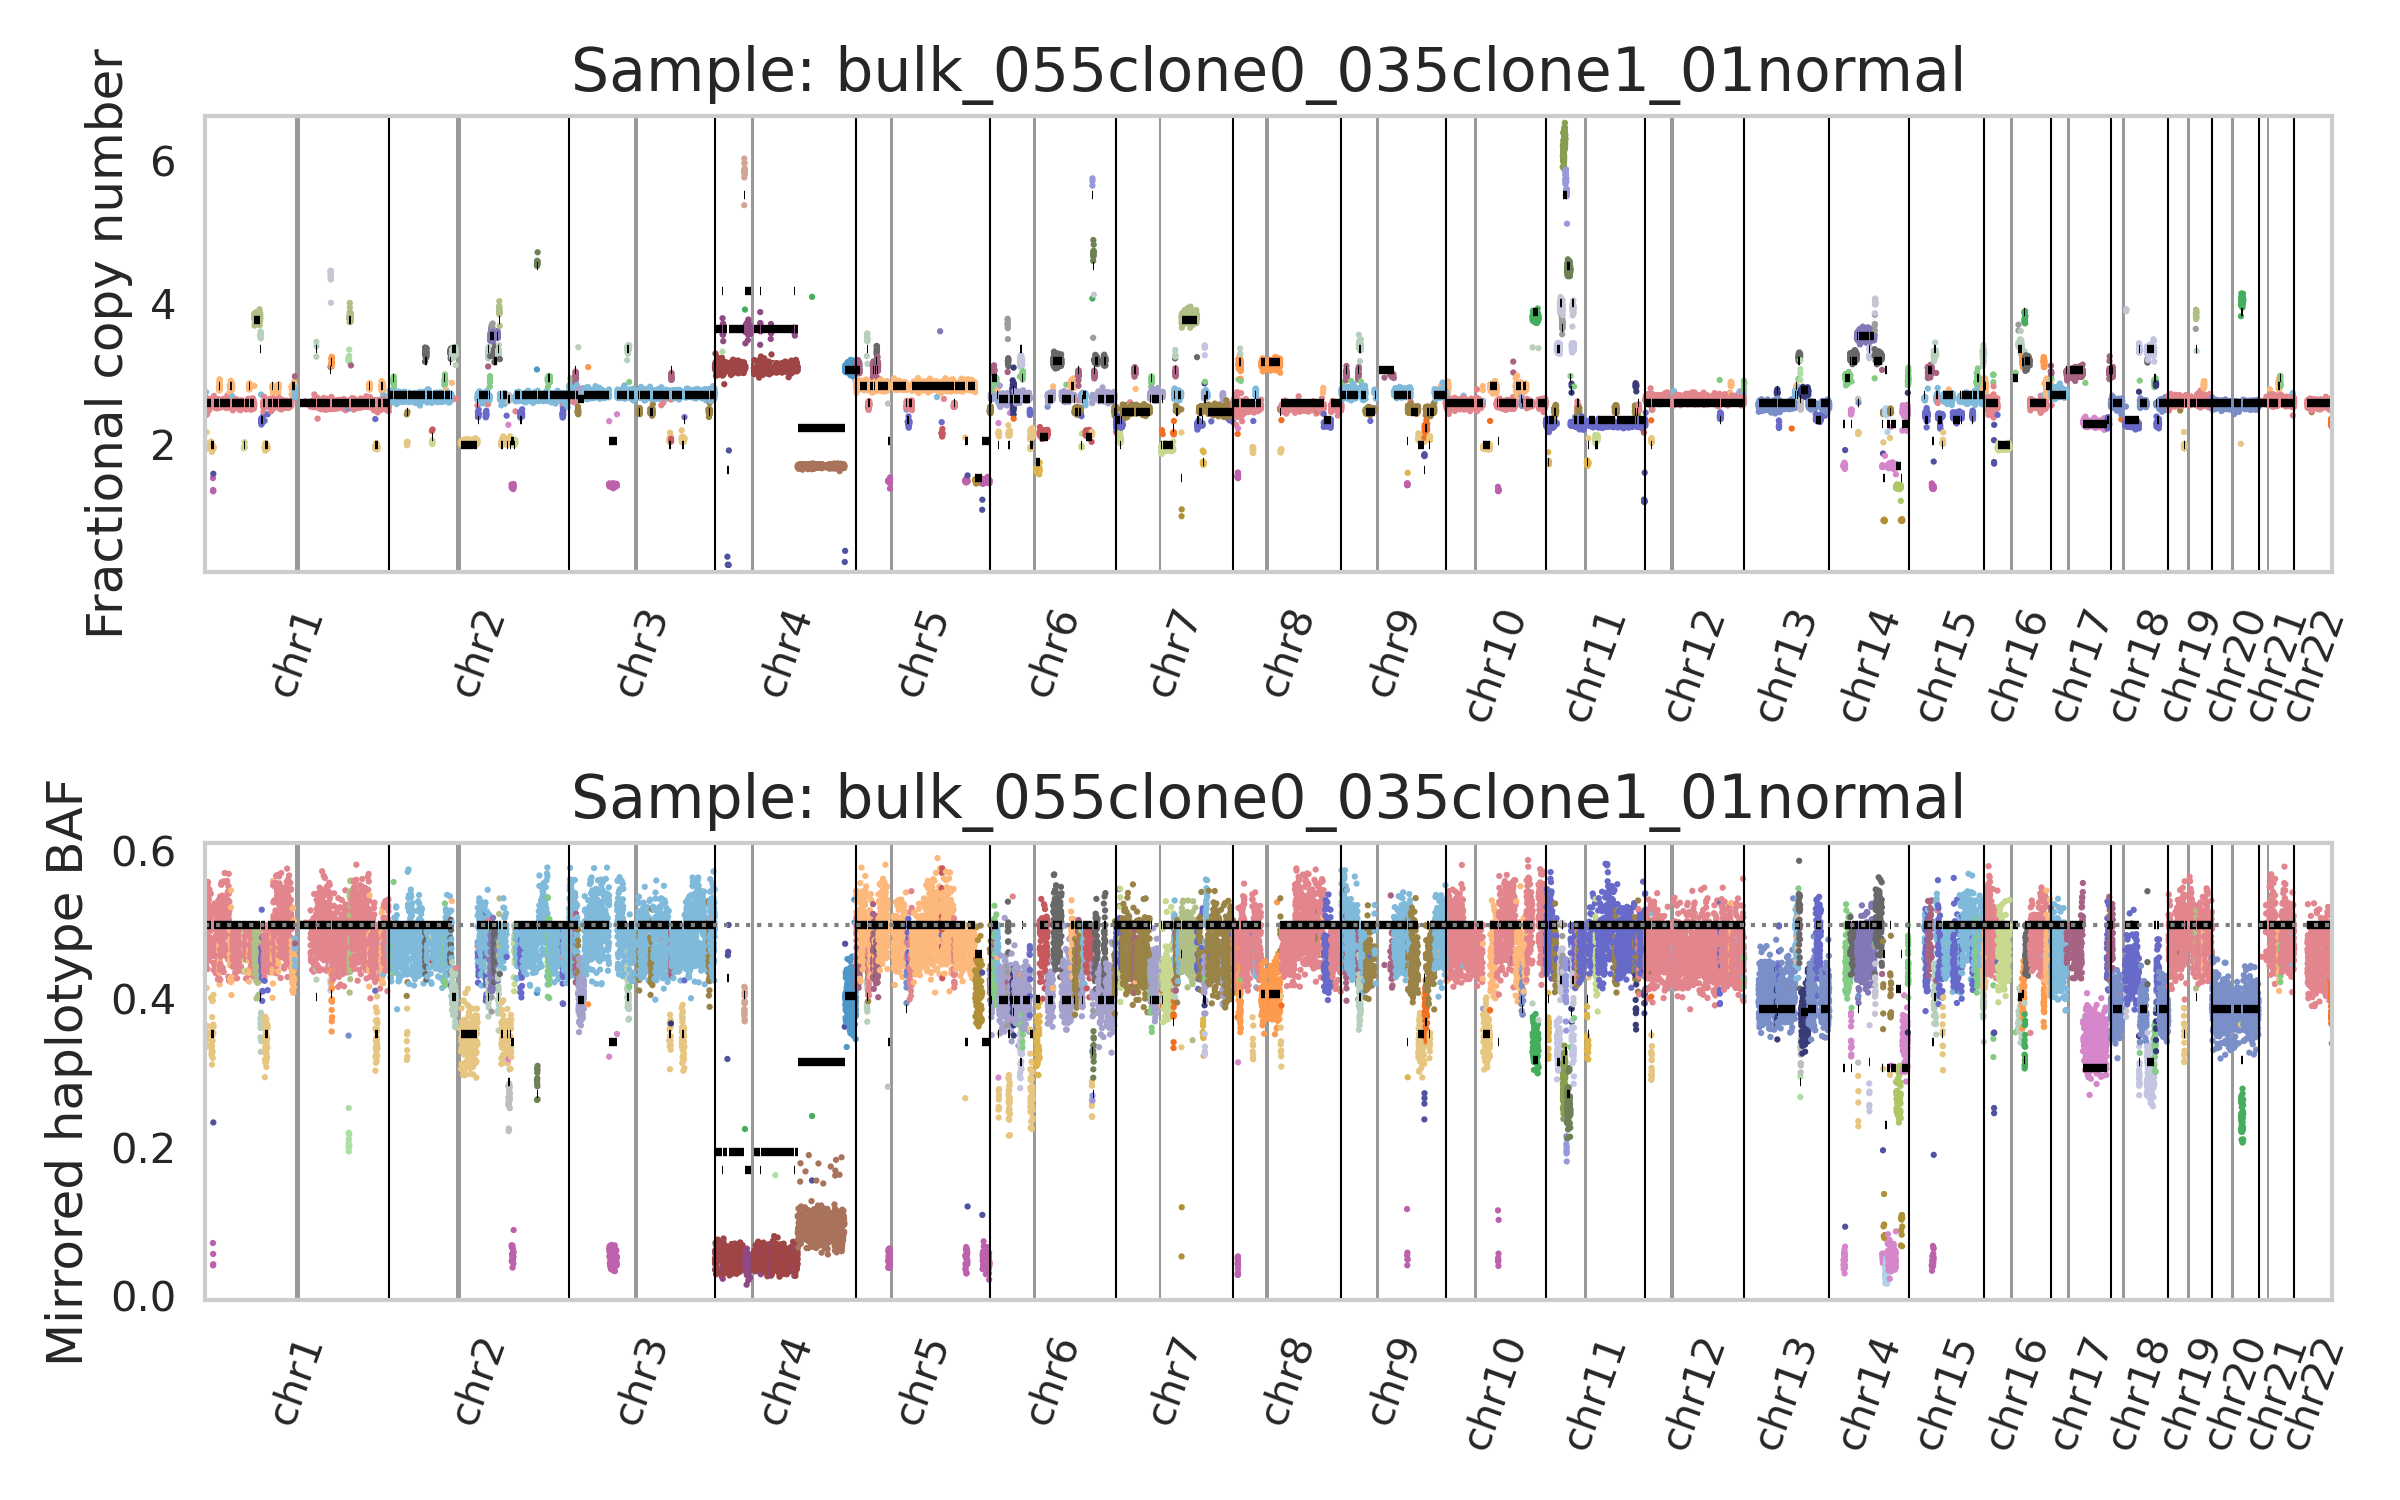 Sample: bulk_055clone0_035clone1_01normal
Fractional copy number
6
4
2
chr1
chr2
chr3
chr4
chr5
chr6
chr7
chr8
chr9
chr10
chr11
chr12
chr13
chr14
chr15
chr16
chr17
chr18
chr19
chr20
chr21
chr22
Sample: bulk_055clone0_035clone1_01normal
Mirrored haplotype BAF
0.6
0.4
0.2
0.0
chr1
chr2
chr3
chr4
chr5
chr6
chr7
chr8
chr9
chr10
chr11
chr12
chr13
chr14
chr15
chr16
chr17
chr18
chr19
chr20
chr21
chr22